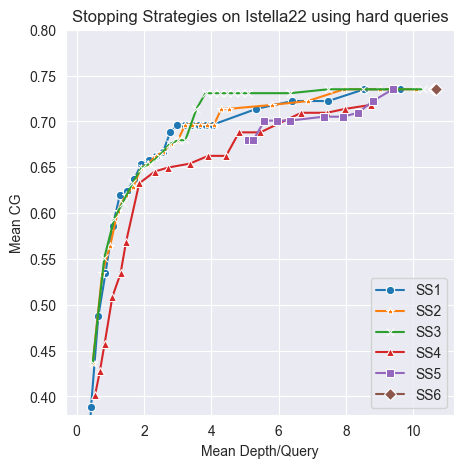 Stopping Strategies on Istella22 using hard queries
0.80
0.75
0.70
0.65
0.60
0.55
0.50
0.45
0.40
Mean CG
0
2
4
6
8
10
Mean Depth/Query
SS1
SS2
SS3
SS4
SS5
SS6